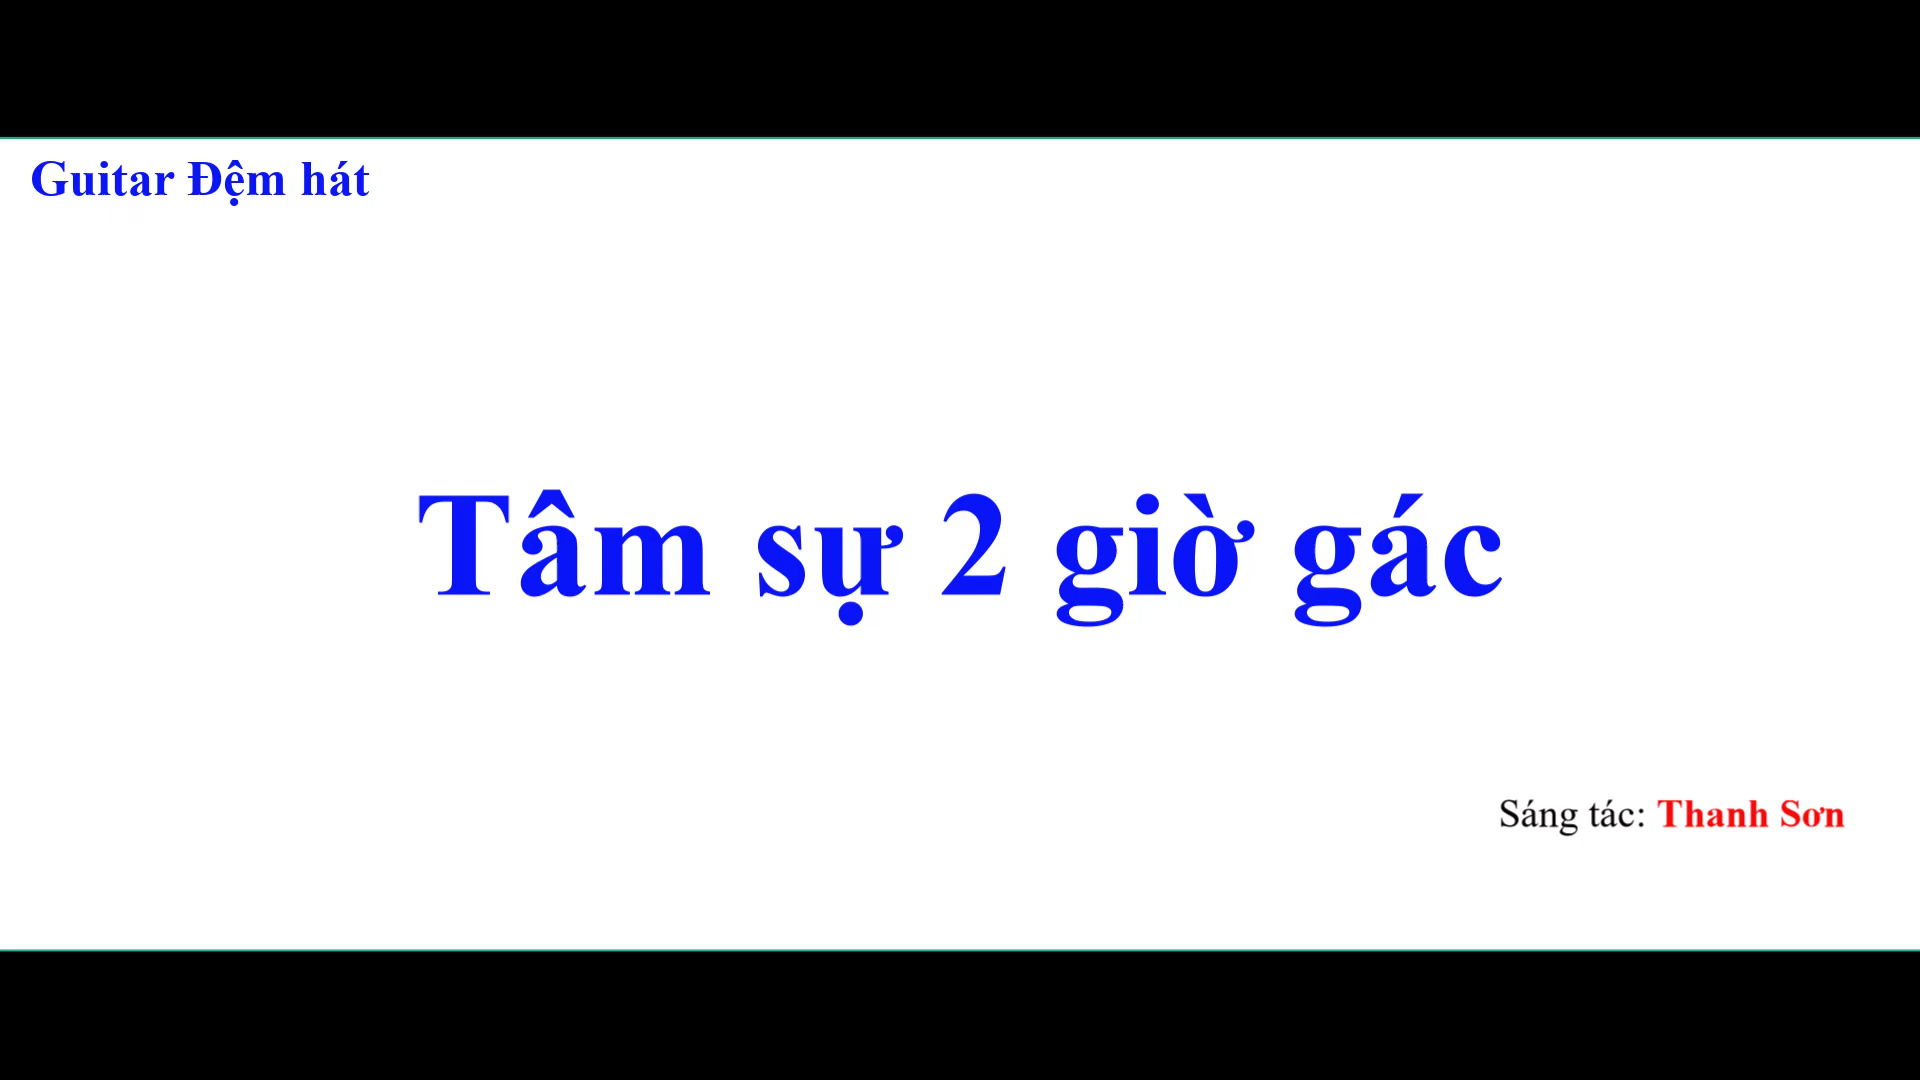 Guitar Đệm hát
Tâm sự 2 giờ gác
Sáng tác: Thanh Sơn